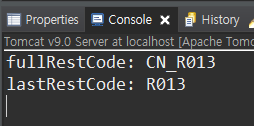 Properties Console History
Tomcat v9.0 Server at localhost [Apache Tomc
fullRestCode: CN_R013
lastRestCode: R013